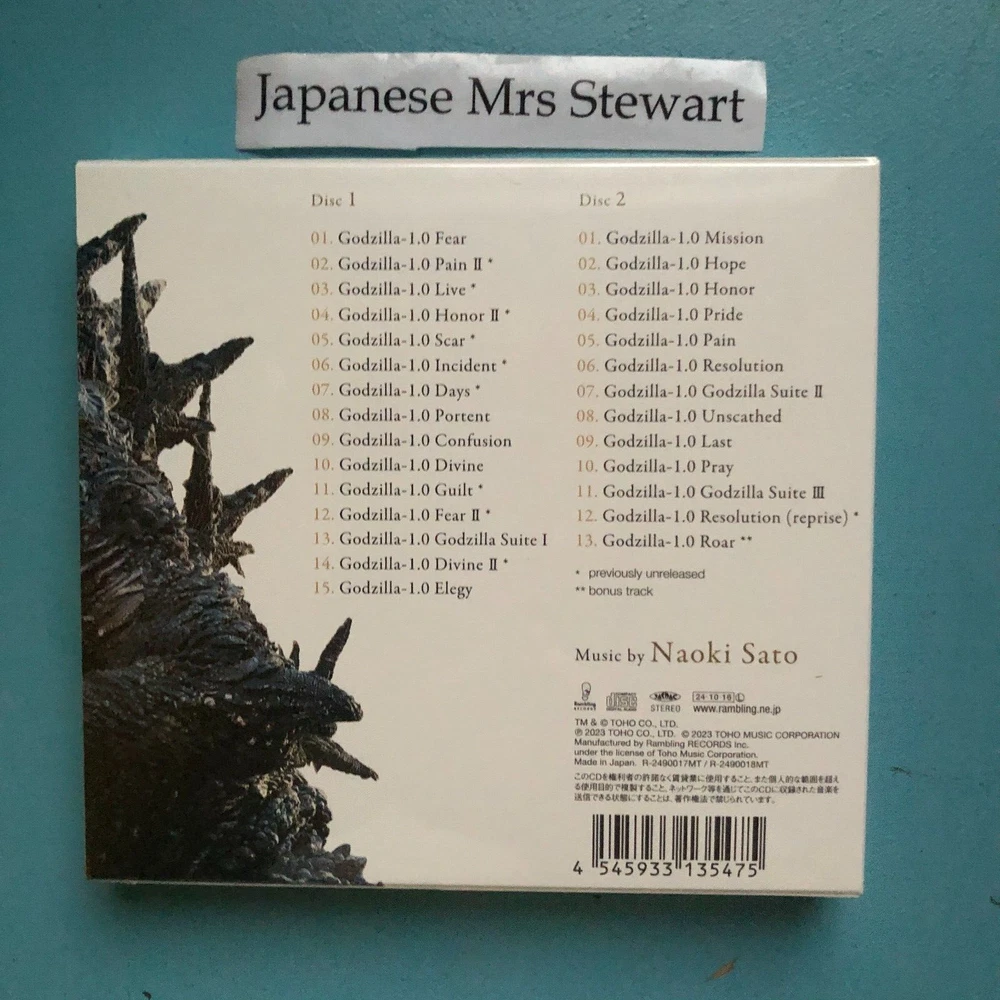 Japanese Mrs Stewart
Disc 1
01. Godzilla-1.0 Fear
02. Godzilla-1.0 Pain Ⅱ *
03. Godzilla-1.0 Live *
04. Godzilla-1.0 Honor Ⅱ *
05. Godzilla-1.0 Scar *
06. Godzilla-1.0 Incident *
07. Godzilla-1.0 Days *
08. Godzilla-1.0 Portent
09. Godzilla-1.0 Confusion
10. Godzilla-1.0 Divine
11. Godzilla-1.0 Guilt *
12. Godzilla-1.0 Fear Ⅱ *
13. Godzilla-1.0 Godzilla Suite I
14. Godzilla-1.0 Divine Ⅱ *
15. Godzilla-1.0 Elegy
Disc 2
01. Godzilla-1.0 Mission
02. Godzilla-1.0 Hope
03. Godzilla-1.0 Honor
04. Godzilla-1.0 Pride
05. Godzilla-1.0 Pain
06. Godzilla-1.0 Resolution
07. Godzilla-1.0 Godzilla Suite Ⅱ
08. Godzilla-1.0 Unscathed
09. Godzilla-1.0 Last
10. Godzilla-1.0 Pray
11. Godzilla-1.0 Godzilla Suite Ⅲ
12. Godzilla-1.0 Resolution (reprise) *
13. Godzilla-1.0 Roar **
* previously unreleased
** bonus track
Music by Naoki Sato
Rambling RECORDS COMPACT disc DIGITAL AUDIO STEREO 24 10 16 L www.rambling.ne.jp
TM & © TOHO CO., LTD.
℗ 2023 TOHO CO., LTD. © 2023 TOHO MUSIC CORPORATION
Manufactured by Rambling RECORDS Inc.
under the license of Toho Music Corporation,
Made in Japan. R-2490017MT / R-2490018MT
このCDを権利者の許諾なく賃貸業に使用すること、また個人的な範囲を超え
る使用目的で複製すること、ネットワーク等を通じてこのCDに収録された音楽を
送信できる状態にすることは、著作権法で禁じられています。
4 545933 135475